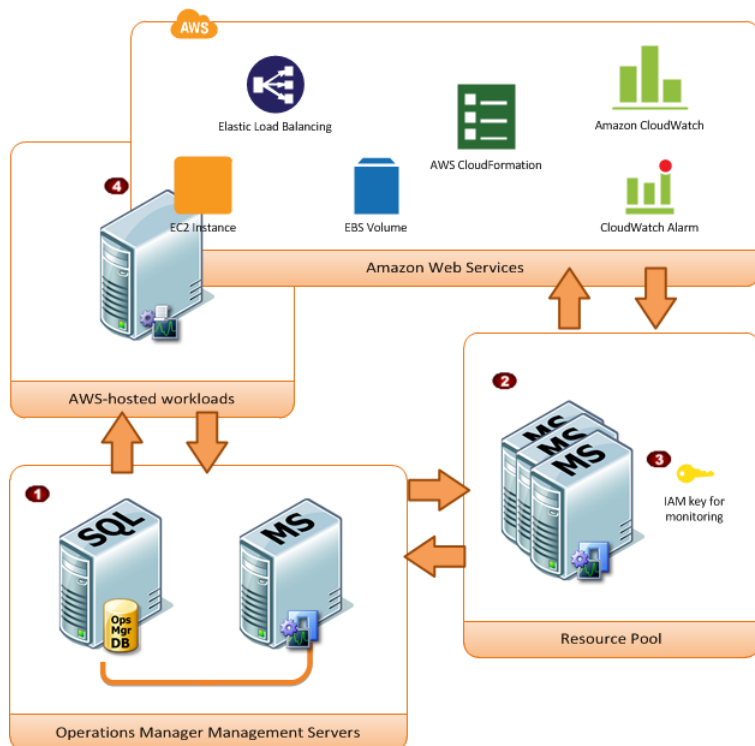 AWS
Elastic Load Balancing
AWS CloudFormation
Amazon CloudWatch
4
EC2 Instance
EBS Volume
CloudWatch Alarm
Amazon Web Services
AWS-hosted workloads
2
MS
MS
MS
3
IAM key for
monitoring
Resource Pool
1
SQL
MS
Ops
Mgr
DB
Operations Manager Management Servers